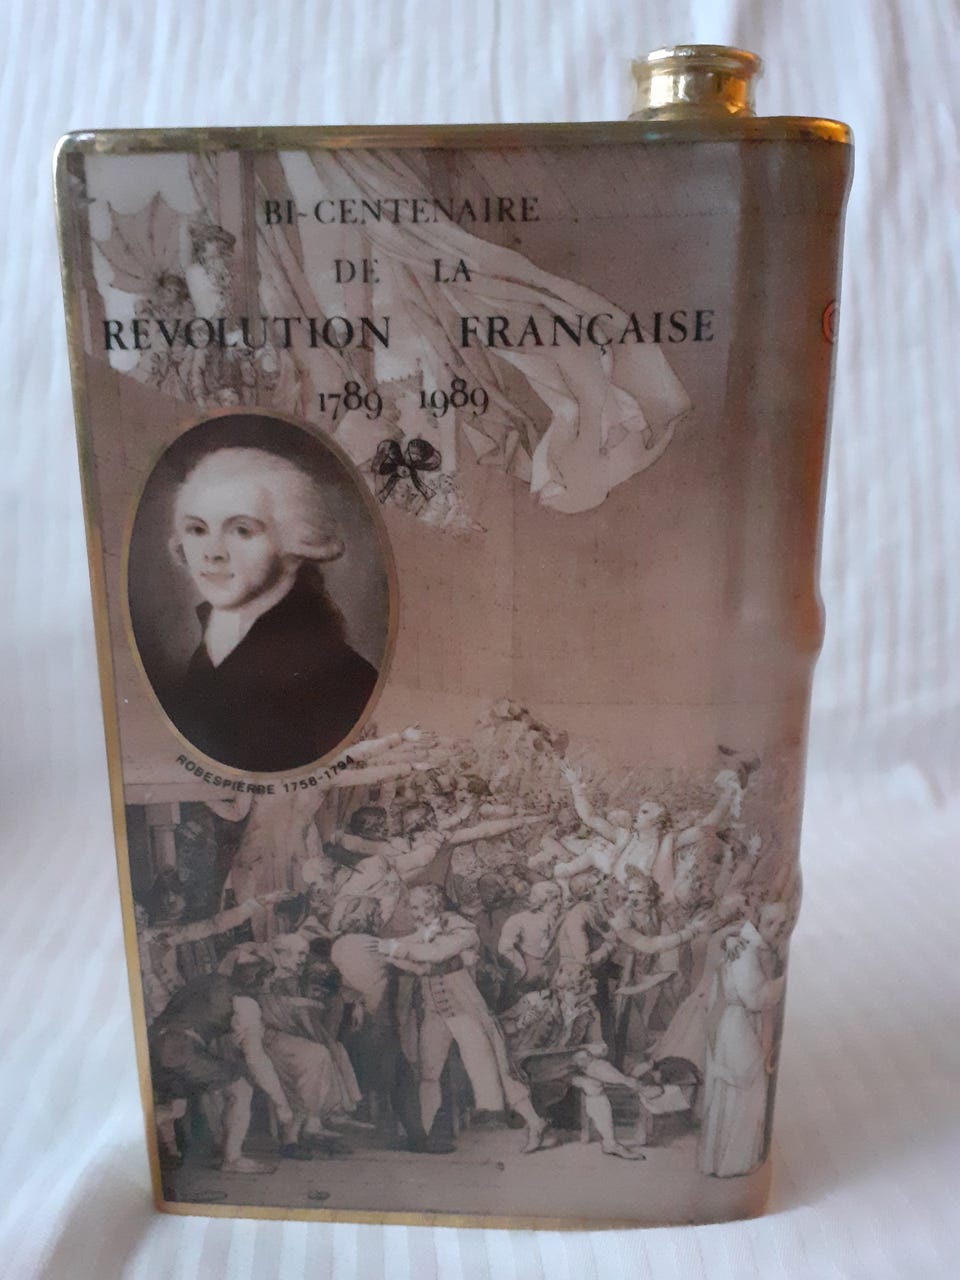 BI-CENTENAIRE
DE LA
REVOLUTION FRANÇAISE
1789 1989
ROBESPIERRE 1758-1794